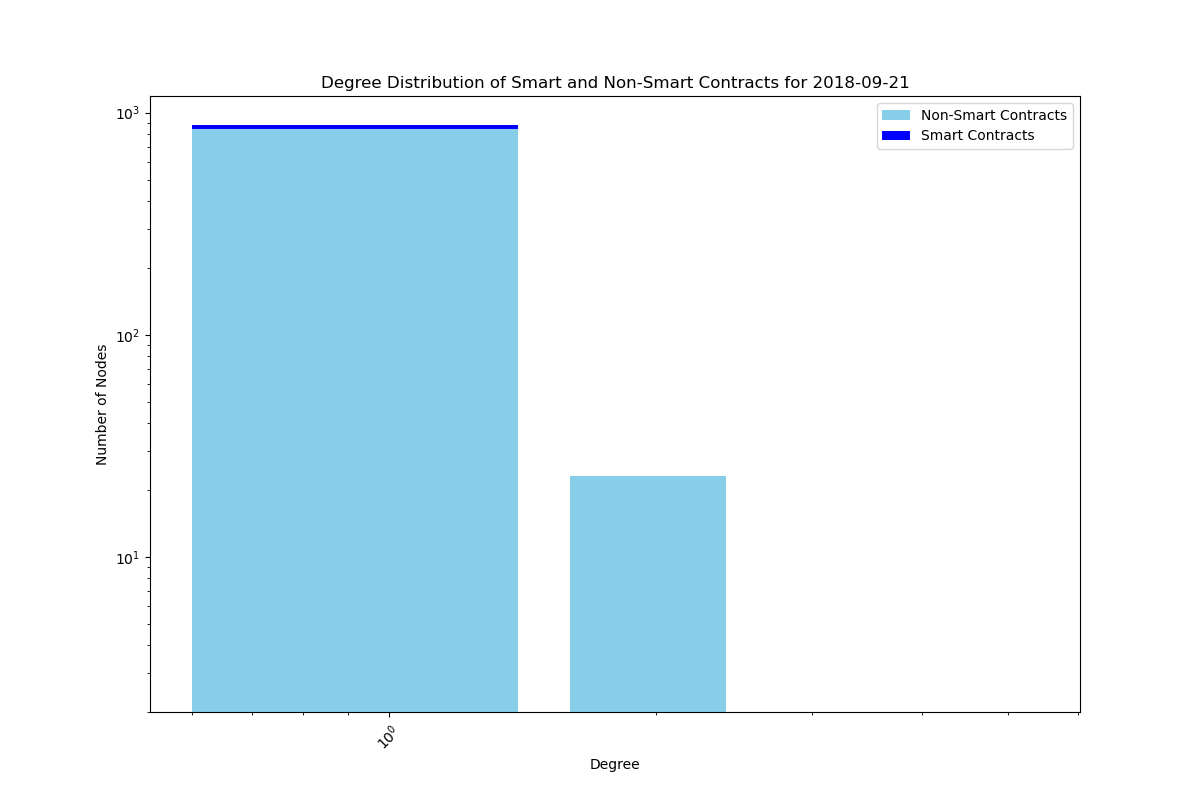 Degree Distribution of Smart and Non-Smart Contracts for 2018-09-21
Non-Smart Contracts
Smart Contracts
Number of Nodes
10³
10²
10¹
10⁰
Degree